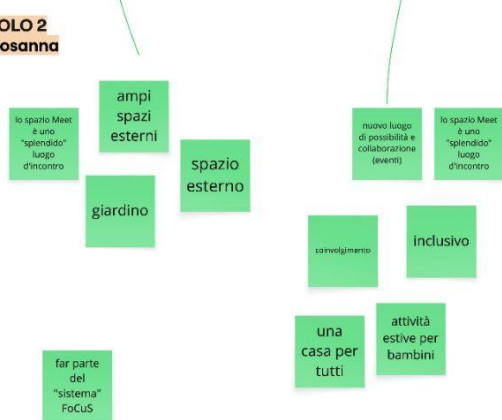 OLO 2
osanna
lo spazio Meet
è uno
"splendido"
luogo
d'incontro
ampi
spazi
esterni
spazio
esterno
giardino
far parte
del
"sistema"
FoCuS
nuovo luogo
di possibilità e
collaborazione
(eventi)
lo spazio Meet
è uno
"splendido"
luogo
d'incontro
coinvolgimento
inclusivo
una
casa per
tutti
attività
estive per
bambini